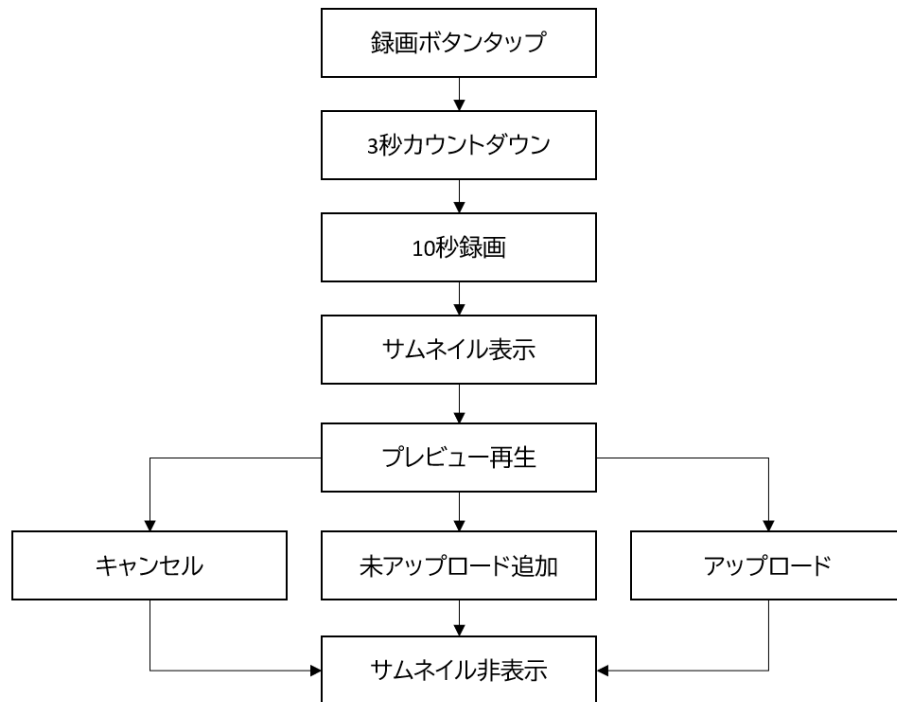 録画ボタンタップ
3秒カウントダウン
10秒録画
サムネイル表示
プレビュー再生
キャンセル
未アップロード追加
アップロード
サムネイル非表示